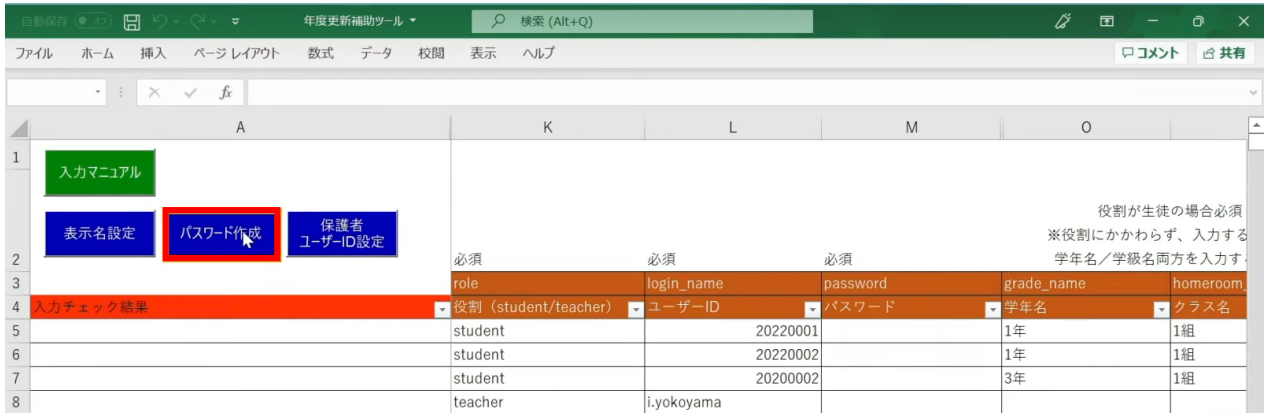 自動保存 オフ 年度更新補助ツール 検索 (Alt+Q)
ファイル ホーム 挿入 ページ レイアウト 数式 データ 校閲 表示 ヘルプ コメント 共有
fx
A K L M O
1
入力マニュアル
表示名設定 パスワード作成 保護者
ユーザーID設定
役割が生徒の場合必須
※役割にかかわらず、入力する
2 必須 必須 必須 学年名/学級名両方を入力す
3 role login_name password grade_name homeroom_
4 入力チェック結果 役割(student/teacher) ユーザーID パスワード 学年名 クラス名
5 student 20220001 1年 1組
6 student 20220002 1年 1組
7 student 20200002 3年 1組
8 teacher i.yokoyama